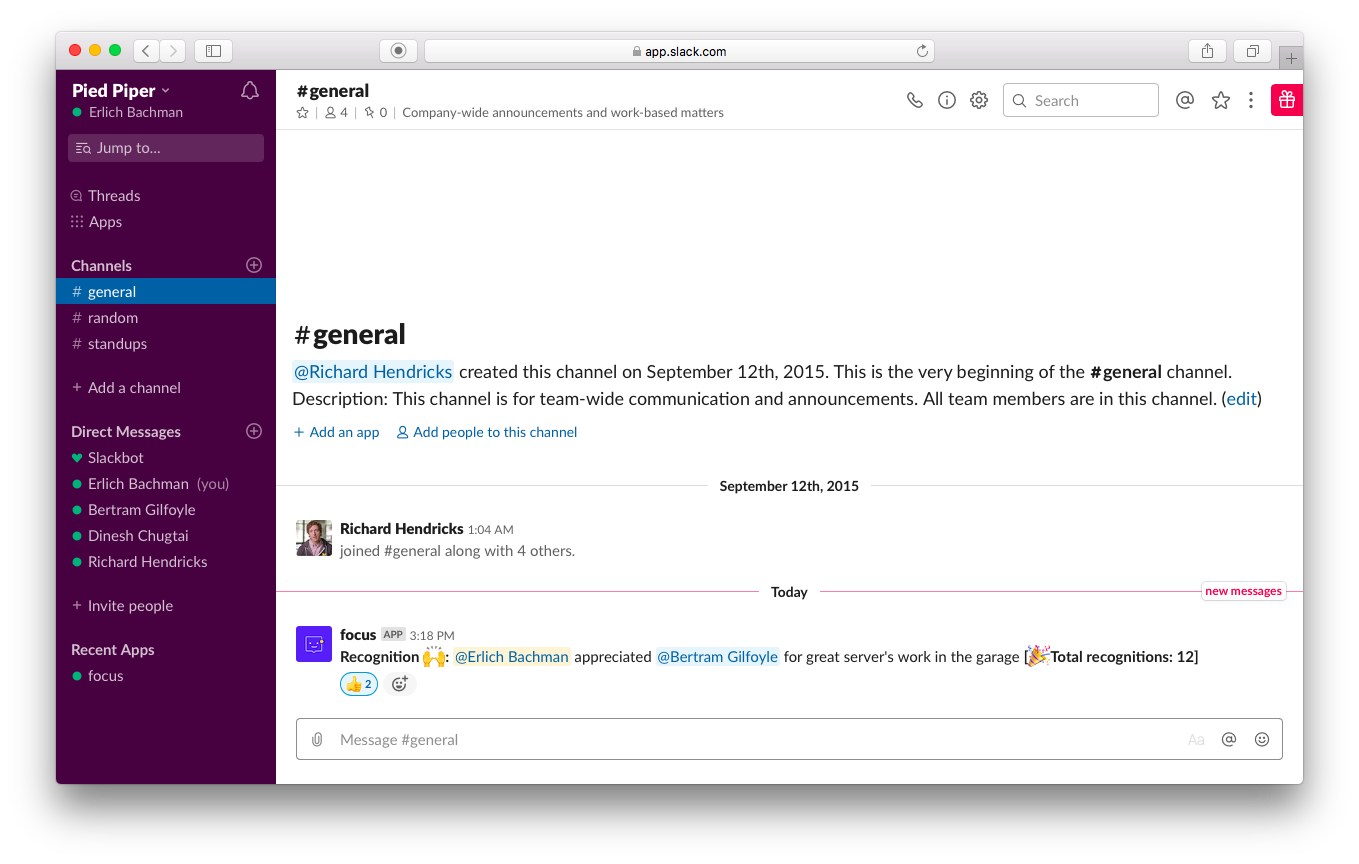 app.slack.com
Pied Piper
Erlich Bachman
Jump to...
Threads
Apps
Channels
# general
# random
# standups
+ Add a channel
Direct Messages
Slackbot
Erlich Bachman (you)
Bertram Gilfoyle
Dinesh Chugtai
Richard Hendricks
+ Invite people
Recent Apps
focus
#general
4 | 0 | Company-wide announcements and work-based matters
Search
#general
@Richard Hendricks created this channel on September 12th, 2015. This is the very beginning of the #general channel.
Description: This channel is for team-wide communication and announcements. All team members are in this channel. (edit)
+ Add an app Add people to this channel
September 12th, 2015
Richard Hendricks 1:04 AM
joined #general along with 4 others.
Today
new messages
focus APP 3:18 PM
Recognition 🙌: @Erlich Bachman appreciated @Bertram Gilfoyle for great server's work in the garage [🎉Total recognitions: 12]
👍 2
Message #general
Aa @